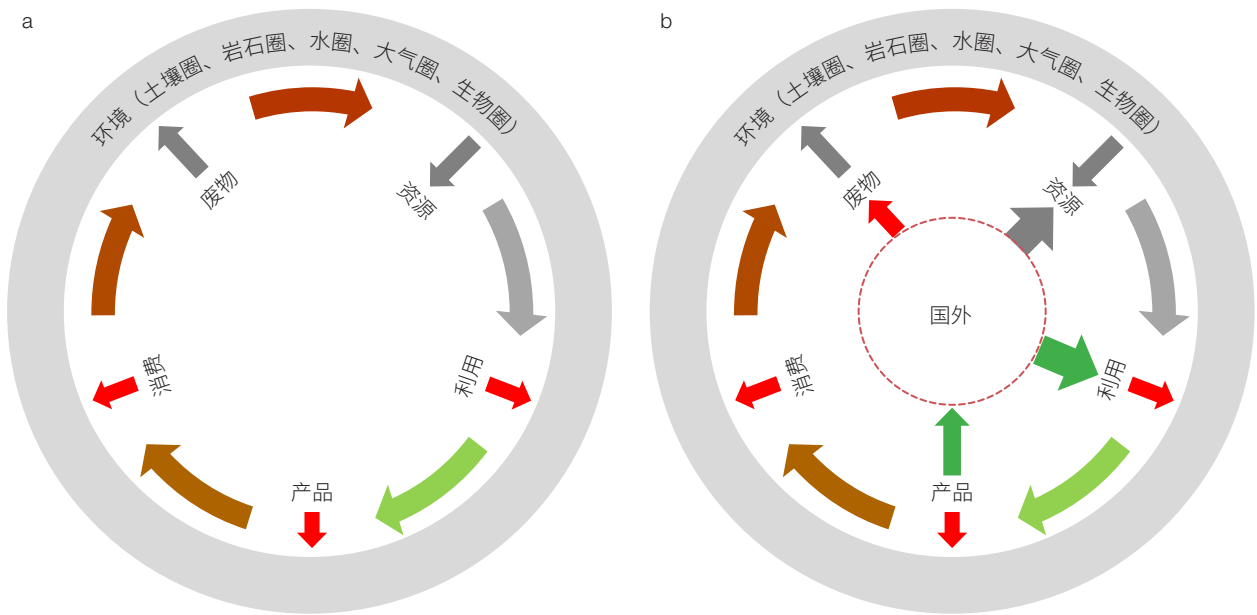 a
环境（土壤圈、岩石圈、水圈、大气圈、生物圈）
废物
资源
消费
利用
产品
b
环境（土壤圈、岩石圈、水圈、大气圈、生物圈）
废物
资源
国外
消费
利用
产品